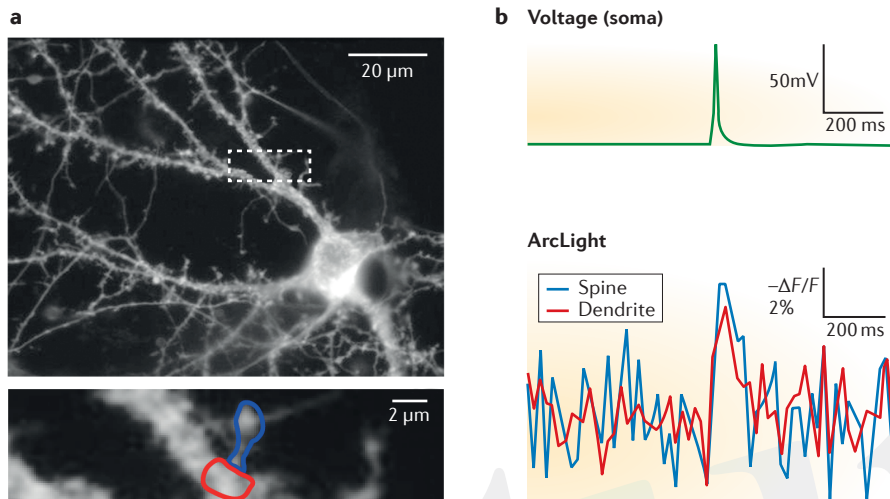 a
20 μm
2 μm
b Voltage (soma)
50mV
200 ms
ArcLight
Spine
Dendrite
–ΔF/F
2%
200 ms